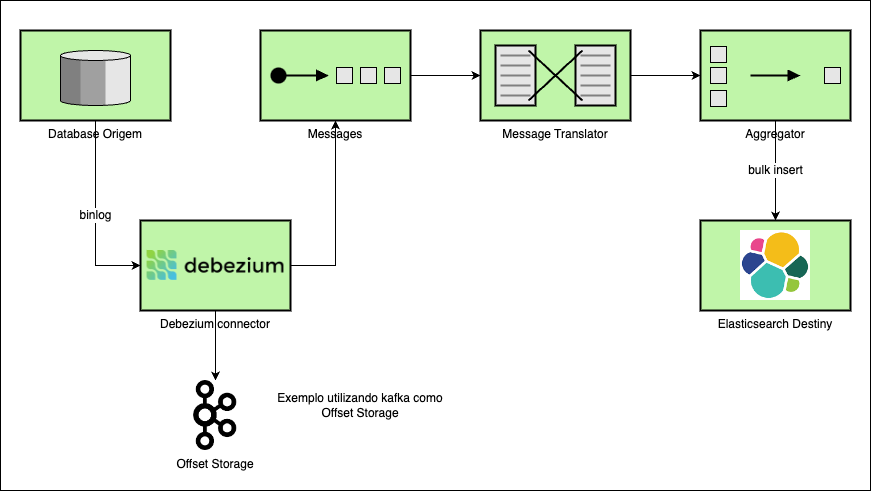 Database Origem
Messages
Message Translator
Aggregator
binlog
bulk insert
debezium
Debezium connector
Elasticsearch Destiny
Exemplo utilizando kafka como
Offset Storage
Offset Storage